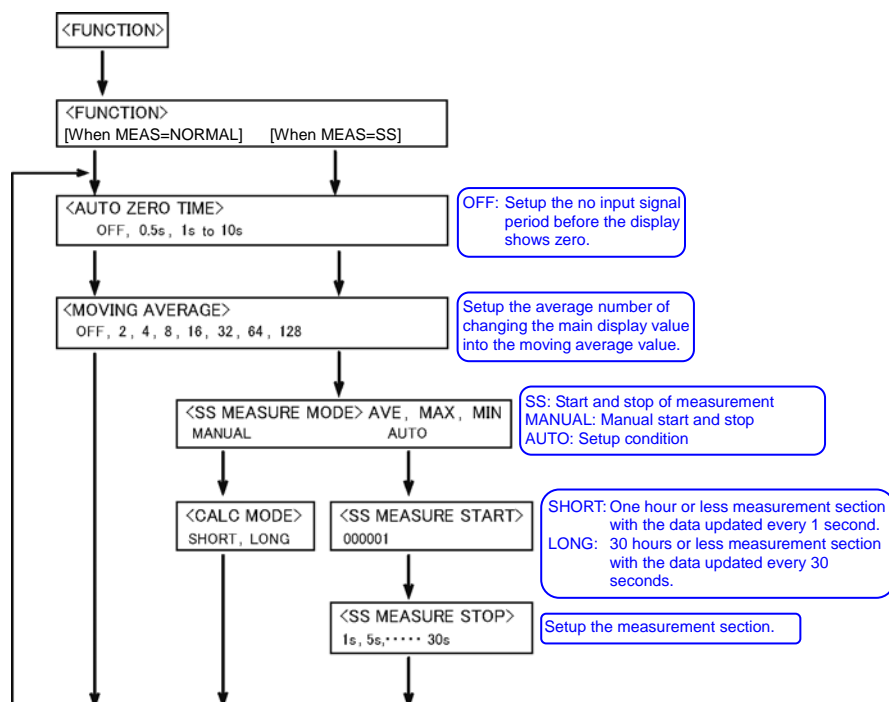 <FUNCTION>
<FUNCTION>
[When MEAS=NORMAL] [When MEAS=SS]
<AUTO ZERO TIME>
OFF, 0.5s, 1s to 10s
OFF: Setup the no input signal
period before the display
shows zero.
<MOVING AVERAGE>
OFF, 2, 4, 8, 16, 32, 64, 128
Setup the average number of
changing the main display value
into the moving average value.
<SS MEASURE MODE> AVE, MAX, MIN
MANUAL AUTO
SS: Start and stop of measurement
MANUAL: Manual start and stop
AUTO: Setup condition
<CALC MODE>
SHORT, LONG
<SS MEASURE START>
000001
SHORT: One hour or less measurement section
with the data updated every 1 second.
LONG: 30 hours or less measurement section
with the data updated every 30
seconds.
<SS MEASURE STOP>
1s, 5s,····· 30s
Setup the measurement section.